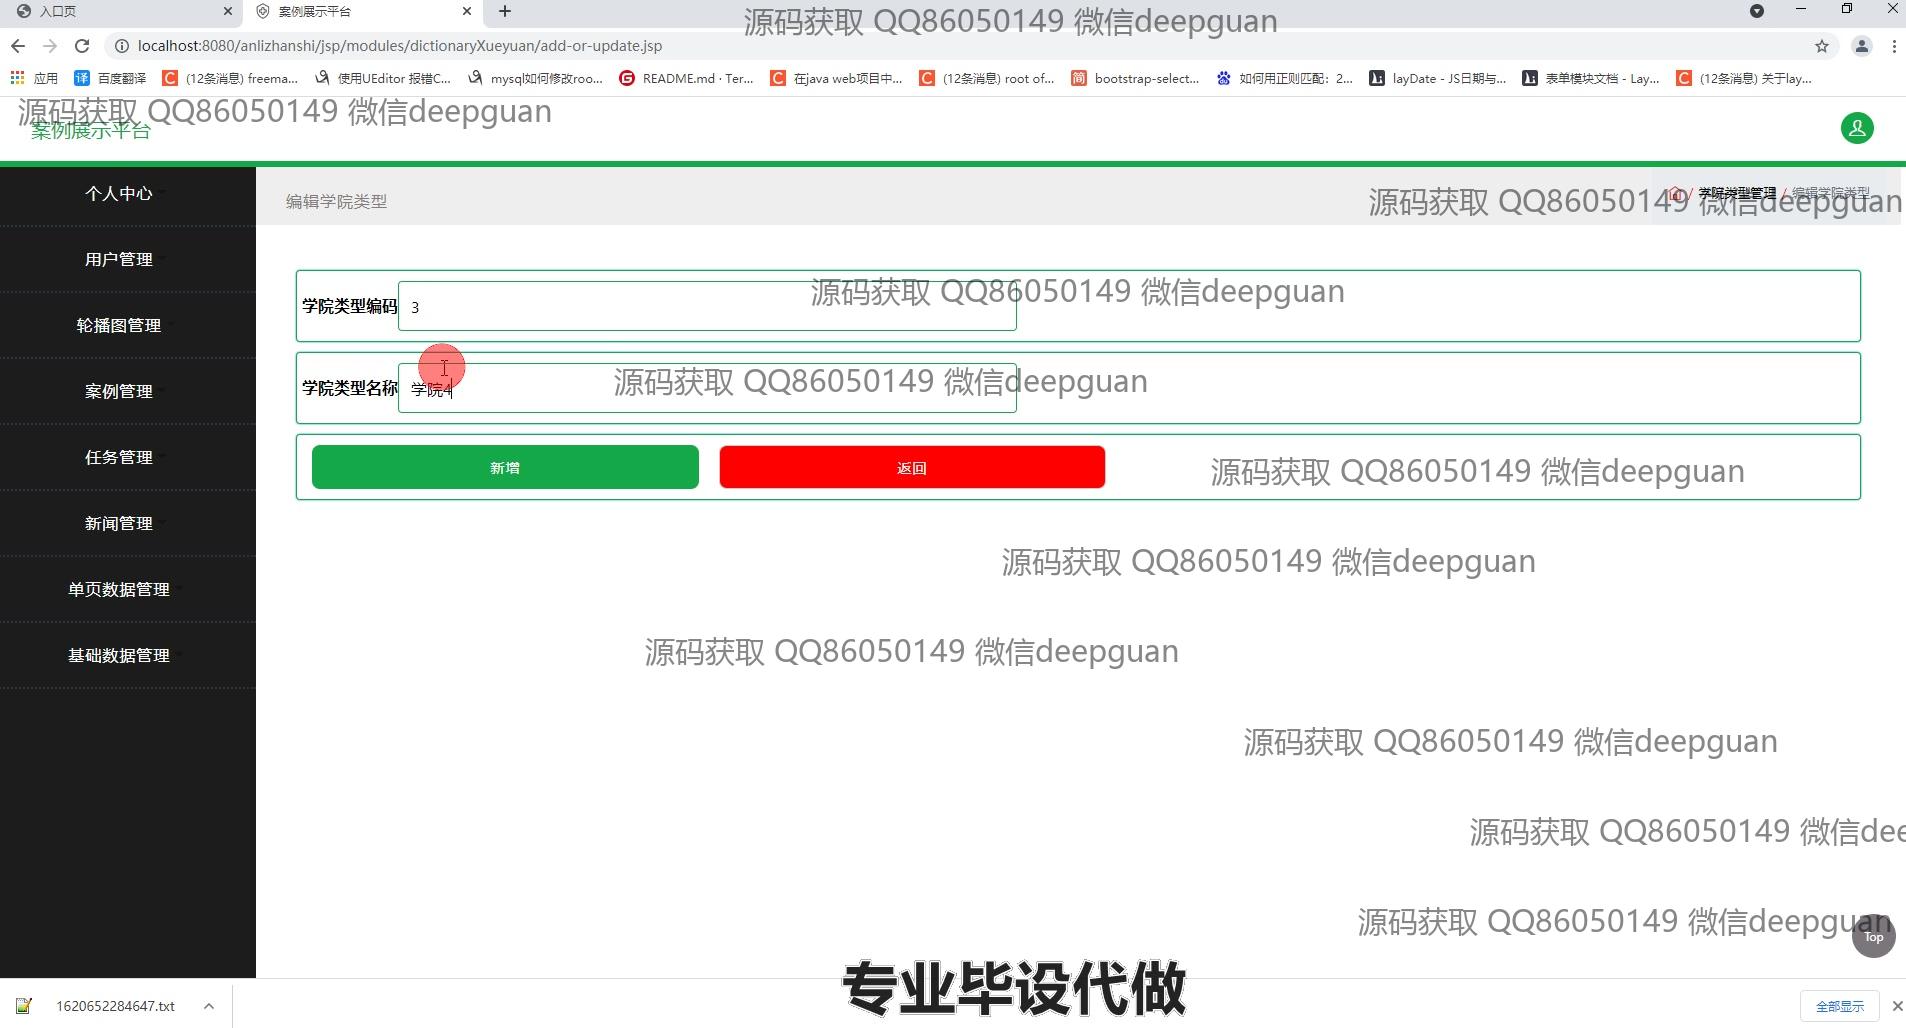 入口页
案例展示平台
源码获取 QQ86050149 微信deepguan
localhost:8080/anlizhanshi/jsp/modules/dictionaryXueyuan/add-or-update.jsp
应用 百度翻译 (12条消息) freema... 使用UEditor 报错C... mysql如何修改roo... README.md · Ter... 在java web项目中... (12条消息) root of... bootstrap-select... 如何用正则匹配：2... layDate - JS日期与... 表单模块文档 - Lay... (12条消息) 关于lay...
源码获取 QQ86050149 微信deepguan
案例展示平台
个人中心
用户管理
轮播图管理
案例管理
任务管理
新闻管理
单页数据管理
基础数据管理
编辑学院类型
/ 学院类型管理 / 编辑学院类型
源码获取 QQ86050149 微信deepguan
学院类型编码 3
源码获取 QQ86050149 微信deepguan
学院类型名称 学院4
源码获取 QQ86050149 微信deepguan
新增 返回
源码获取 QQ86050149 微信deepguan
源码获取 QQ86050149 微信deepguan
源码获取 QQ86050149 微信deepguan
源码获取 QQ86050149 微信deepguan
源码获取 QQ86050149 微信dee
源码获取 QQ86050149 微信deepguan
Top
专业毕设代做
1620652284647.txt
全部显示